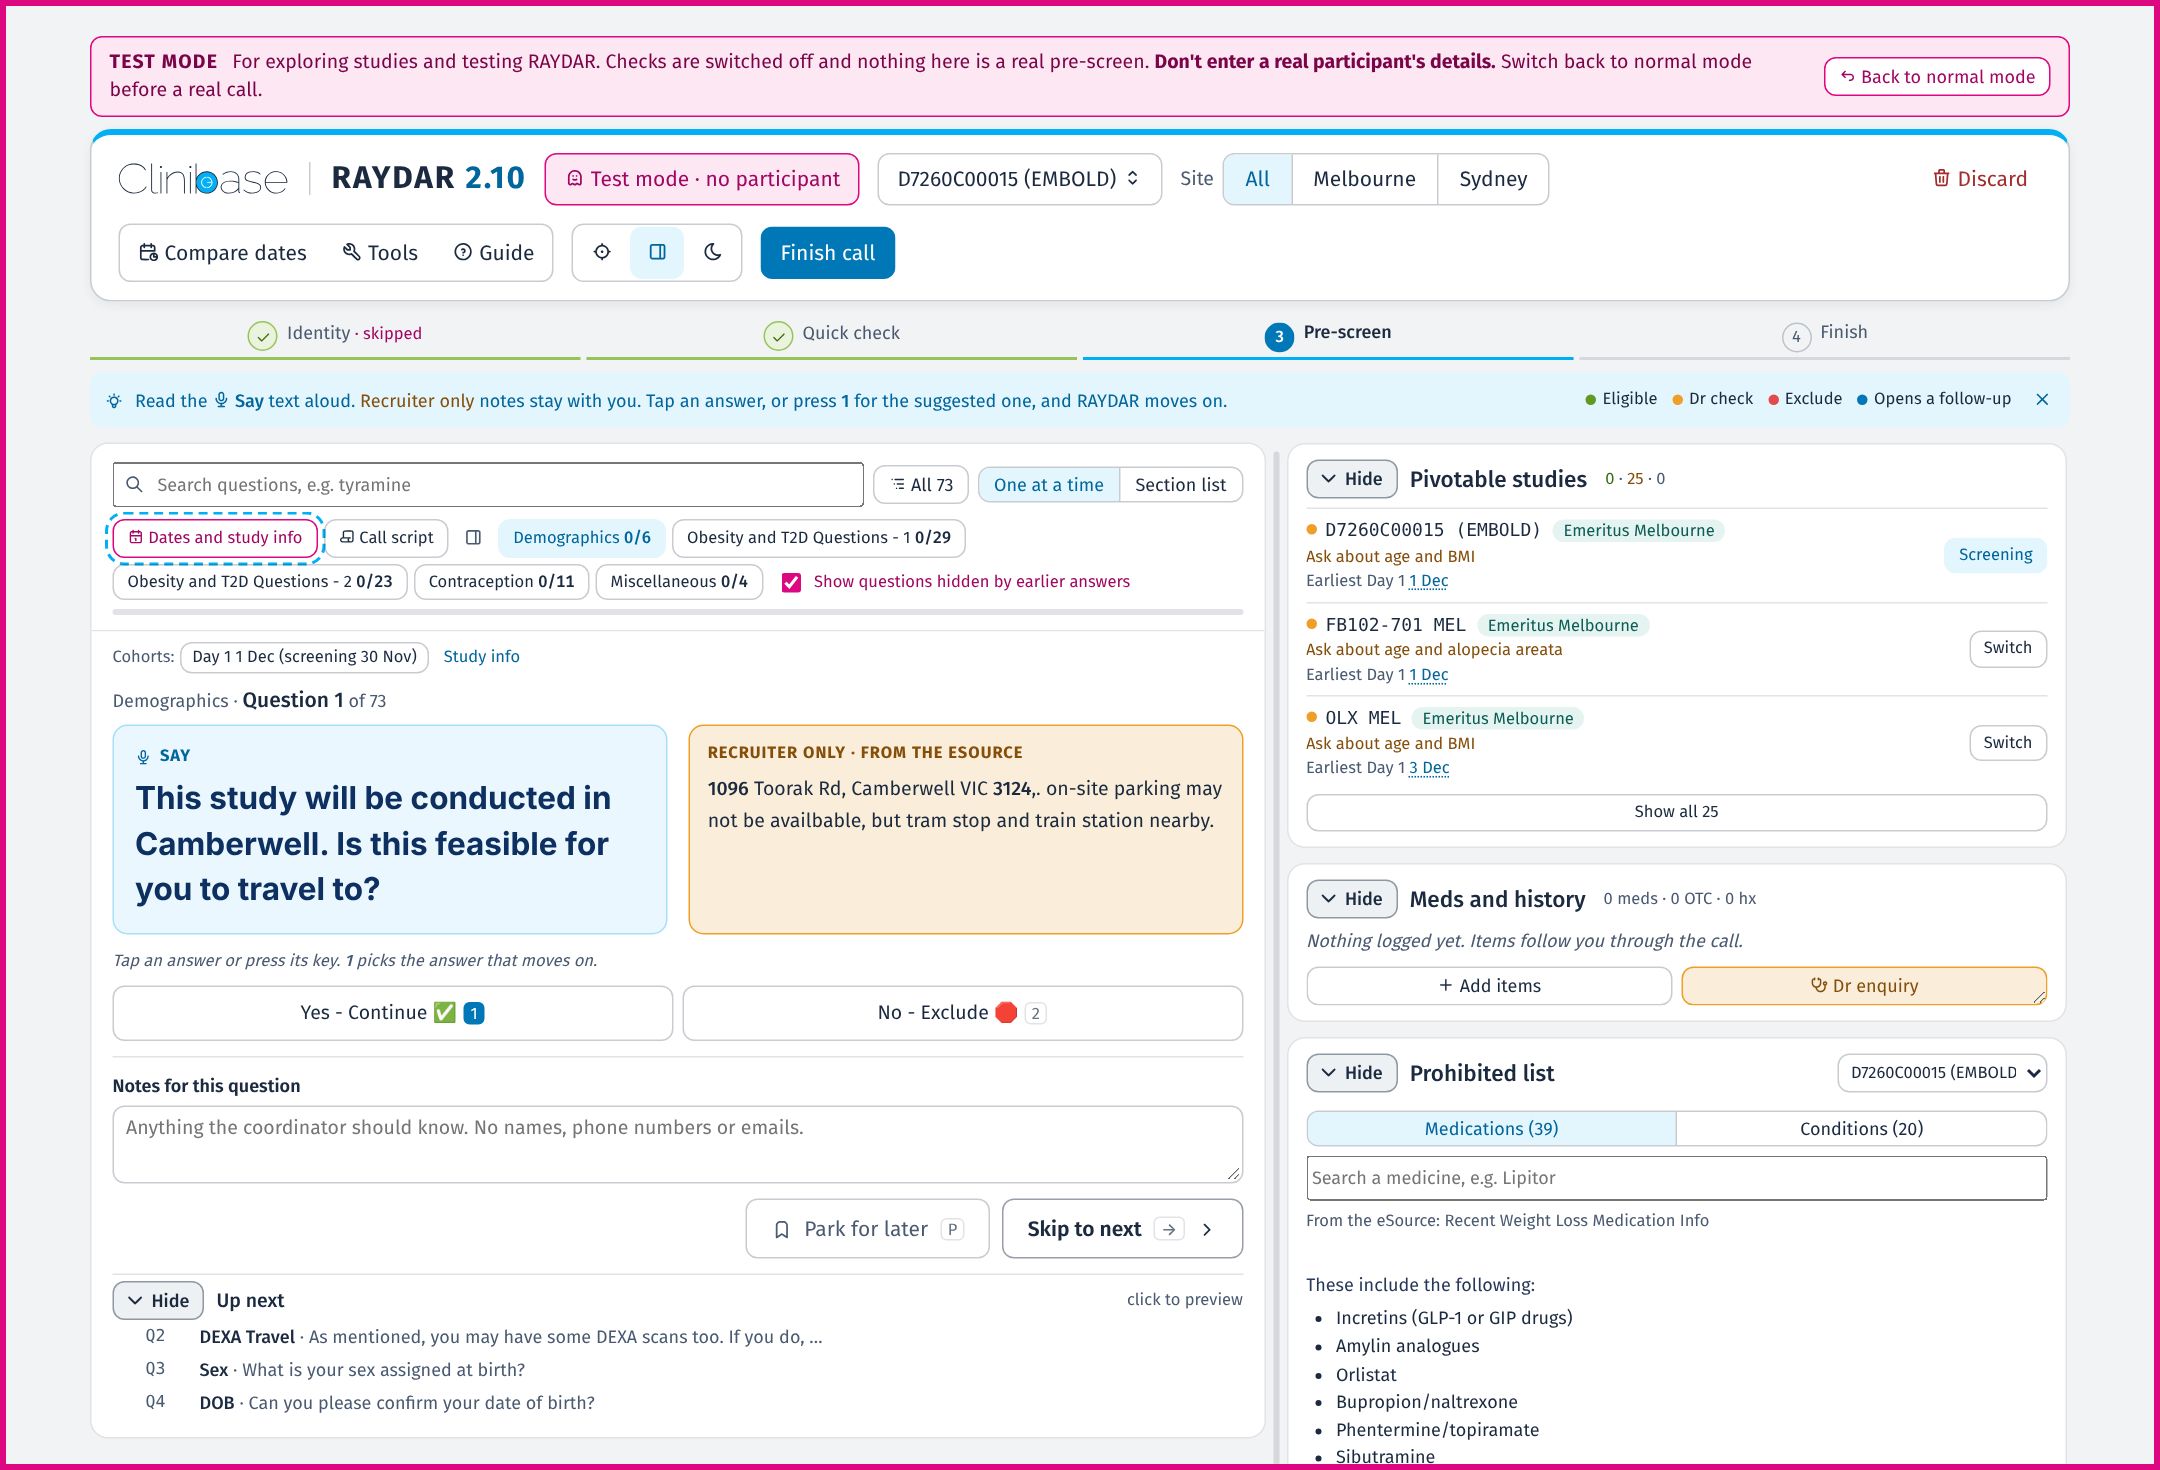 TEST MODE For exploring studies and testing RAYDAR. Checks are switched off and nothing here is a real pre-screen. Don't enter a real participant's details. Switch back to normal mode
before a real call.
Back to normal mode
Clinibase
RAYDAR 2.10
Test mode · no participant
D7260C00015 (EMBOLD)
Site
All
Melbourne
Sydney
Discard
Compare dates
Tools
Guide
Finish call
Identity · skipped
Quick check
3 Pre-screen
4 Finish
Read the Say text aloud. Recruiter only notes stay with you. Tap an answer, or press 1 for the suggested one, and RAYDAR moves on.
Eligible
Dr check
Exclude
Opens a follow-up
Search questions, e.g. tyramine
All 73
One at a time
Section list
Dates and study info
Call script
Demographics 0/6
Obesity and T2D Questions - 1 0/29
Obesity and T2D Questions - 2 0/23
Contraception 0/11
Miscellaneous 0/4
Show questions hidden by earlier answers
Cohorts: Day 1 1 Dec (screening 30 Nov) Study info
Demographics · Question 1 of 73
SAY
This study will be conducted in
Camberwell. Is this feasible for
you to travel to?
RECRUITER ONLY · FROM THE ESOURCE
1096 Toorak Rd, Camberwell VIC 3124,. on-site parking may
not be availbable, but tram stop and train station nearby.
Tap an answer or press its key. 1 picks the answer that moves on.
Yes - Continue ✅ 1
No - Exclude 🛑 2
Notes for this question
Anything the coordinator should know. No names, phone numbers or emails.
Park for later P
Skip to next →
Hide
Up next
click to preview
Q2 DEXA Travel · As mentioned, you may have some DEXA scans too. If you do, ...
Q3 Sex · What is your sex assigned at birth?
Q4 DOB · Can you please confirm your date of birth?
Hide
Pivotable studies 0 · 25 · 0
D7260C00015 (EMBOLD) Emeritus Melbourne
Ask about age and BMI
Earliest Day 1 1 Dec
Screening
FB102-701 MEL Emeritus Melbourne
Ask about age and alopecia areata
Earliest Day 1 1 Dec
Switch
OLX MEL Emeritus Melbourne
Ask about age and BMI
Earliest Day 1 3 Dec
Switch
Show all 25
Hide
Meds and history 0 meds · 0 OTC · 0 hx
Nothing logged yet. Items follow you through the call.
+ Add items
Dr enquiry
Hide
Prohibited list
D7260C00015 (EMBOLD
Medications (39)
Conditions (20)
Search a medicine, e.g. Lipitor
From the eSource: Recent Weight Loss Medication Info
These include the following:
• Incretins (GLP-1 or GIP drugs)
• Amylin analogues
• Orlistat
• Bupropion/naltrexone
• Phentermine/topiramate
• Sibutramine